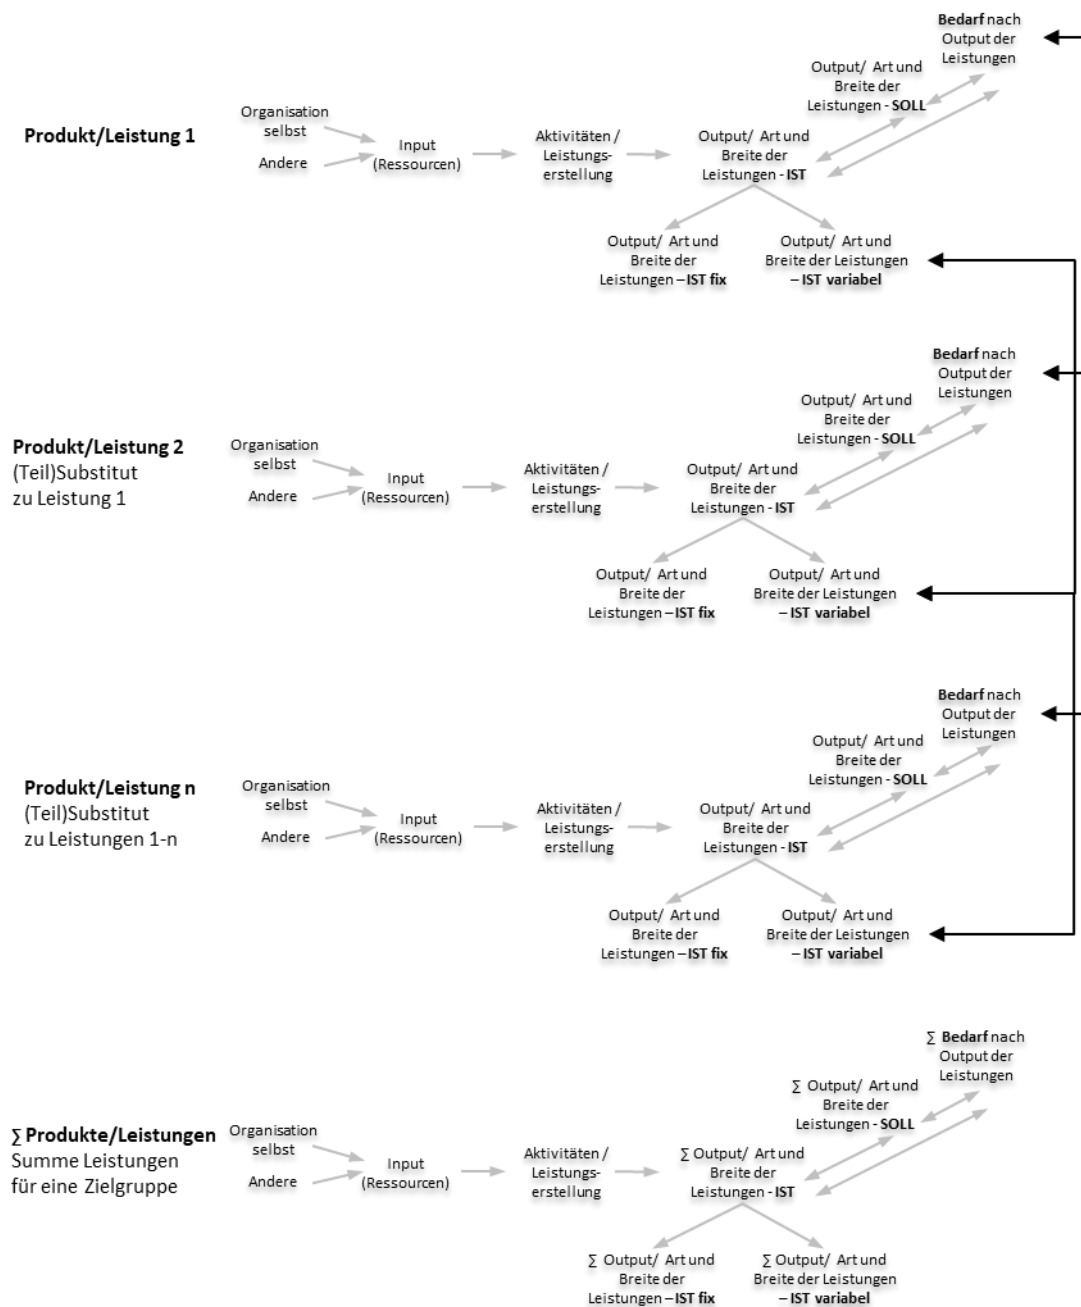 Produkt/Leistung 1
Organisation
selbst
Andere
Input
(Ressourcen)
Aktivitäten /
Leistungs-
erstellung
Output/ Art und
Breite der
Leistungen - IST
Output/ Art und
Breite der
Leistungen - SOLL
Bedarf nach
Output der
Leistungen
Output/ Art und
Breite der
Leistungen – IST fix
Output/ Art und
Breite der Leistungen
– IST variabel
Produkt/Leistung 2
(Teil)Substitut
zu Leistung 1
Organisation
selbst
Andere
Input
(Ressourcen)
Aktivitäten /
Leistungs-
erstellung
Output/ Art und
Breite der
Leistungen - IST
Output/ Art und
Breite der
Leistungen - SOLL
Bedarf nach
Output der
Leistungen
Output/ Art und
Breite der
Leistungen – IST fix
Output/ Art und
Breite der Leistungen
– IST variabel
Produkt/Leistung n
(Teil)Substitut
zu Leistungen 1-n
Organisation
selbst
Andere
Input
(Ressourcen)
Aktivitäten /
Leistungs-
erstellung
Output/ Art und
Breite der
Leistungen - IST
Output/ Art und
Breite der
Leistungen - SOLL
Bedarf nach
Output der
Leistungen
Output/ Art und
Breite der
Leistungen – IST fix
Output/ Art und
Breite der Leistungen
– IST variabel
∑ Produkte/Leistungen
Summe Leistungen
für eine Zielgruppe
Organisation
selbst
Andere
Input
(Ressourcen)
Aktivitäten /
Leistungs-
erstellung
∑ Output/ Art und
Breite der
Leistungen - IST
∑ Output/ Art und
Breite der
Leistungen - SOLL
∑ Bedarf nach
Output der
Leistungen
∑ Output/ Art und
Breite der
Leistungen – IST fix
∑ Output/ Art und
Breite der Leistungen
– IST variabel